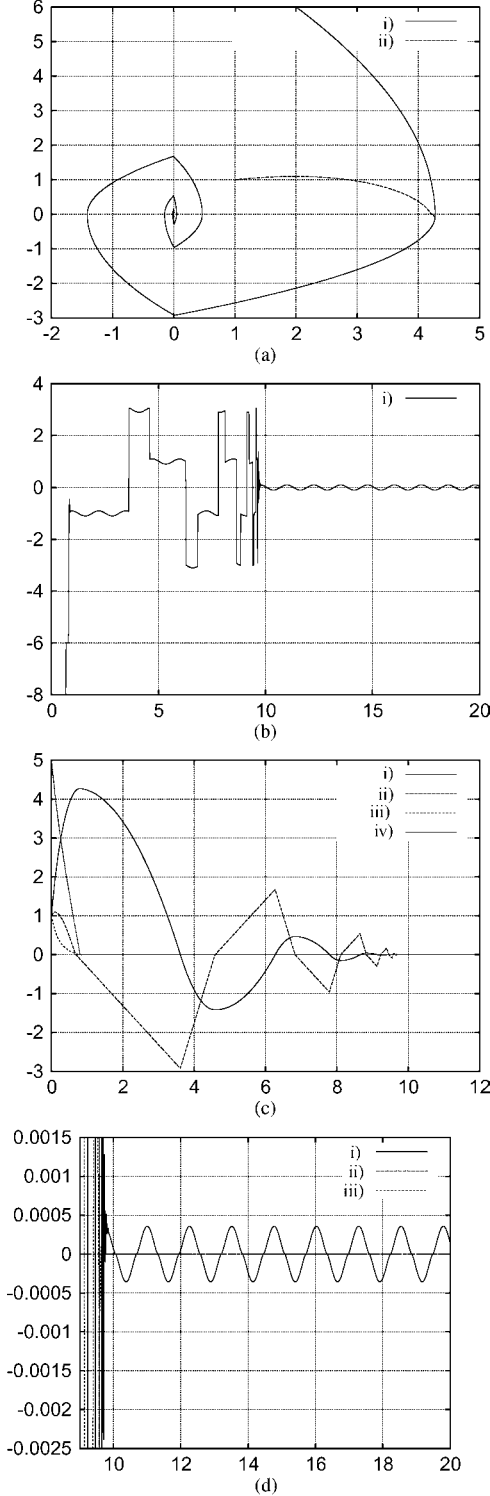 6
5
4
3
2
1
0
-1
-2
-3
i)
ii)
-2 -1 0 1 2 3 4 5
(a)
4
2
0
-2
-4
-6
-8
i)
0 5 10 15 20
(b)
5
4
3
2
1
0
-1
-2
-3
i)
ii)
iii)
iv)
0 2 4 6 8 10 12
(c)
0.0015
0.001
0.0005
0
-0.0005
-0.001
-0.0015
-0.002
-0.0025
i)
ii)
iii)
10 12 14 16 18 20
(d)